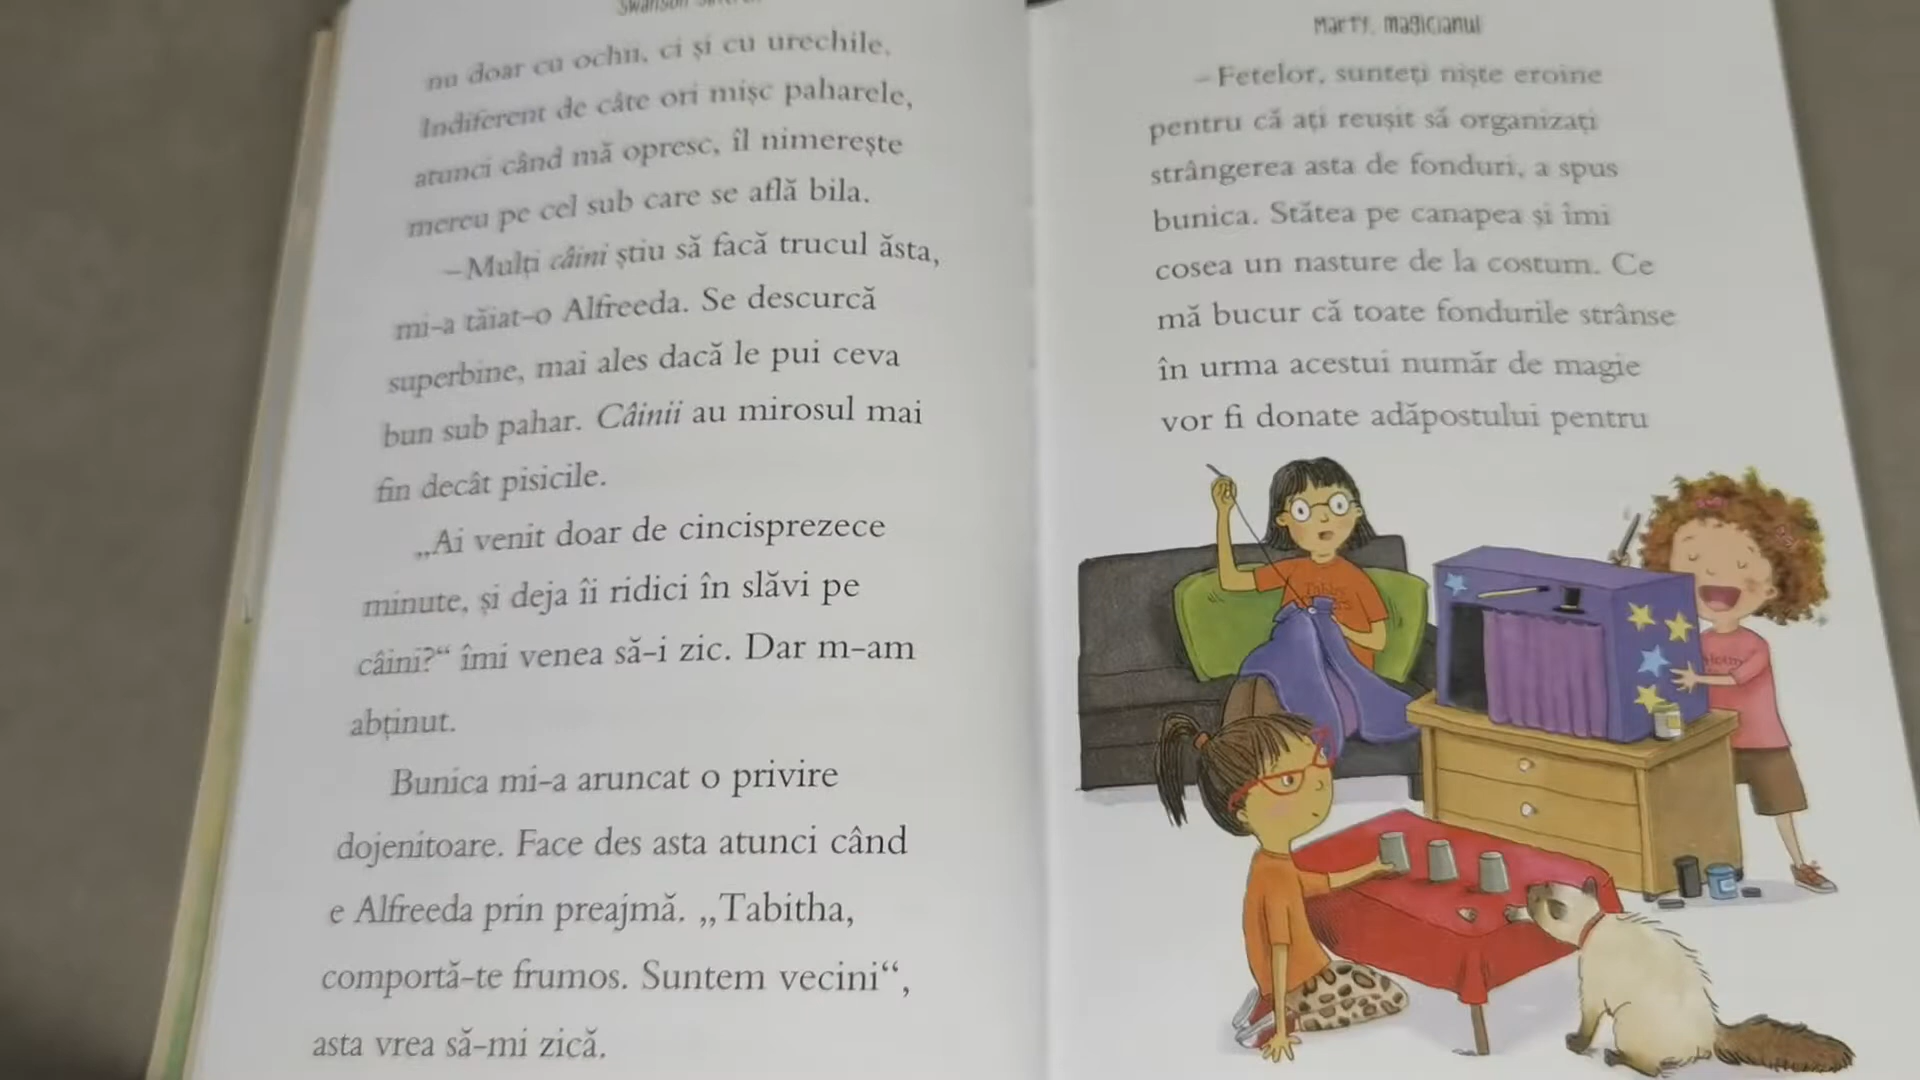 nu doar cu ochii, ci și cu urechile.
Indiferent de câte ori mișc paharele,
atunci când mă opresc, îl nimerește
mereu pe cel sub care se află bila.
– Mulți câini știu să facă trucul ăsta,
mi-a tăiat-o Alfreeda. Se descurcă
superbine, mai ales dacă le pui ceva
bun sub pahar. Câinii au mirosul mai
fin decât pisicile.
„Ai venit doar de cincisprezece
minute, și deja îi ridici în slăvi pe
câini?“ îmi venea să-i zic. Dar m-am
abținut.
Bunica mi-a aruncat o privire
dojenitoare. Face des asta atunci când
e Alfreeda prin preajmă. „Tabitha,
comportă-te frumos. Suntem vecini“,
asta vrea să-mi zică.
Marty, magicianul
– Fetelor, sunteți niște eroine
pentru că ați reușit să organizați
strângerea asta de fonduri, a spus
bunica. Stătea pe canapea și îmi
cosea un nasture de la costum. Ce
mă bucur că toate fondurile strânse
în urma acestui număr de magie
vor fi donate adăpostului pentru